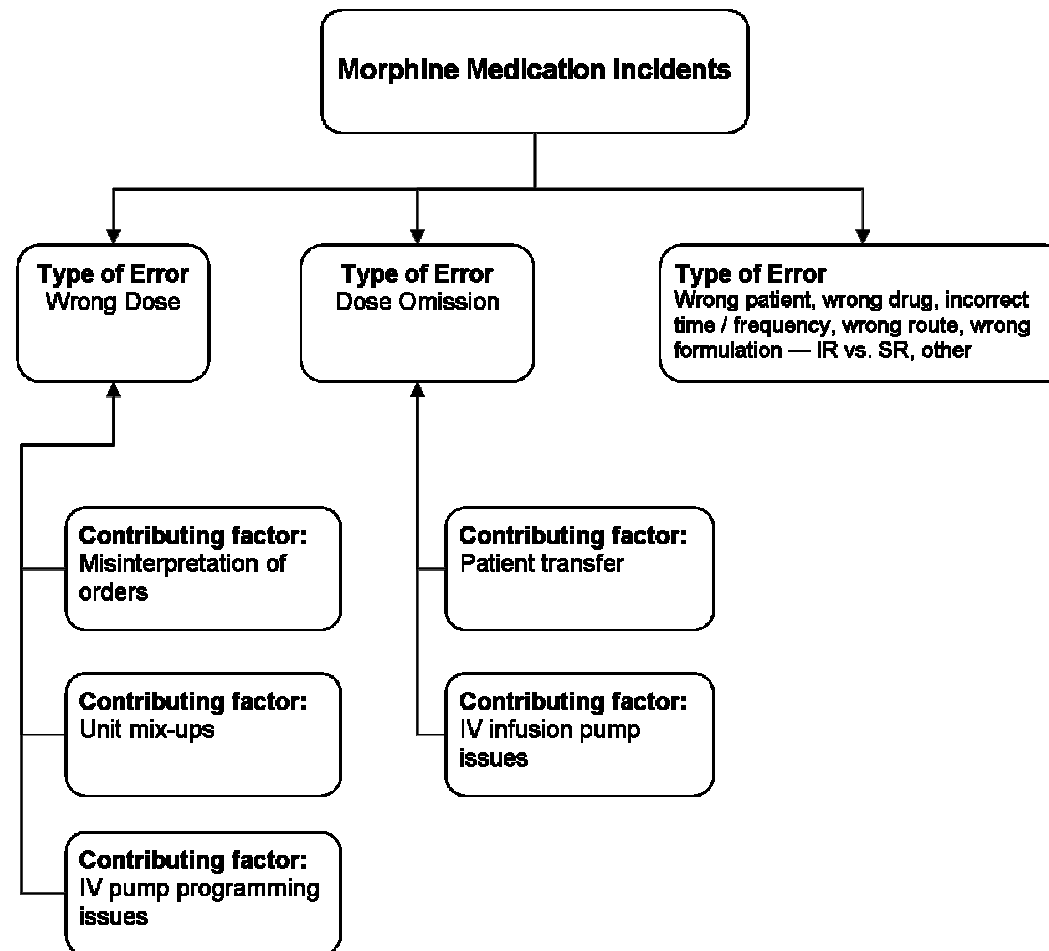 Morphine Medication Incidents
Type of Error
Wrong Dose
Type of Error
Dose Omission
Type of Error
Wrong patient, wrong drug, incorrect
time / frequency, wrong route, wrong
formulation — IR vs. SR, other
Contributing factor:
Misinterpretation of
orders
Contributing factor:
Unit mix-ups
Contributing factor:
IV pump programming
issues
Contributing factor:
Patient transfer
Contributing factor:
IV infusion pump
issues